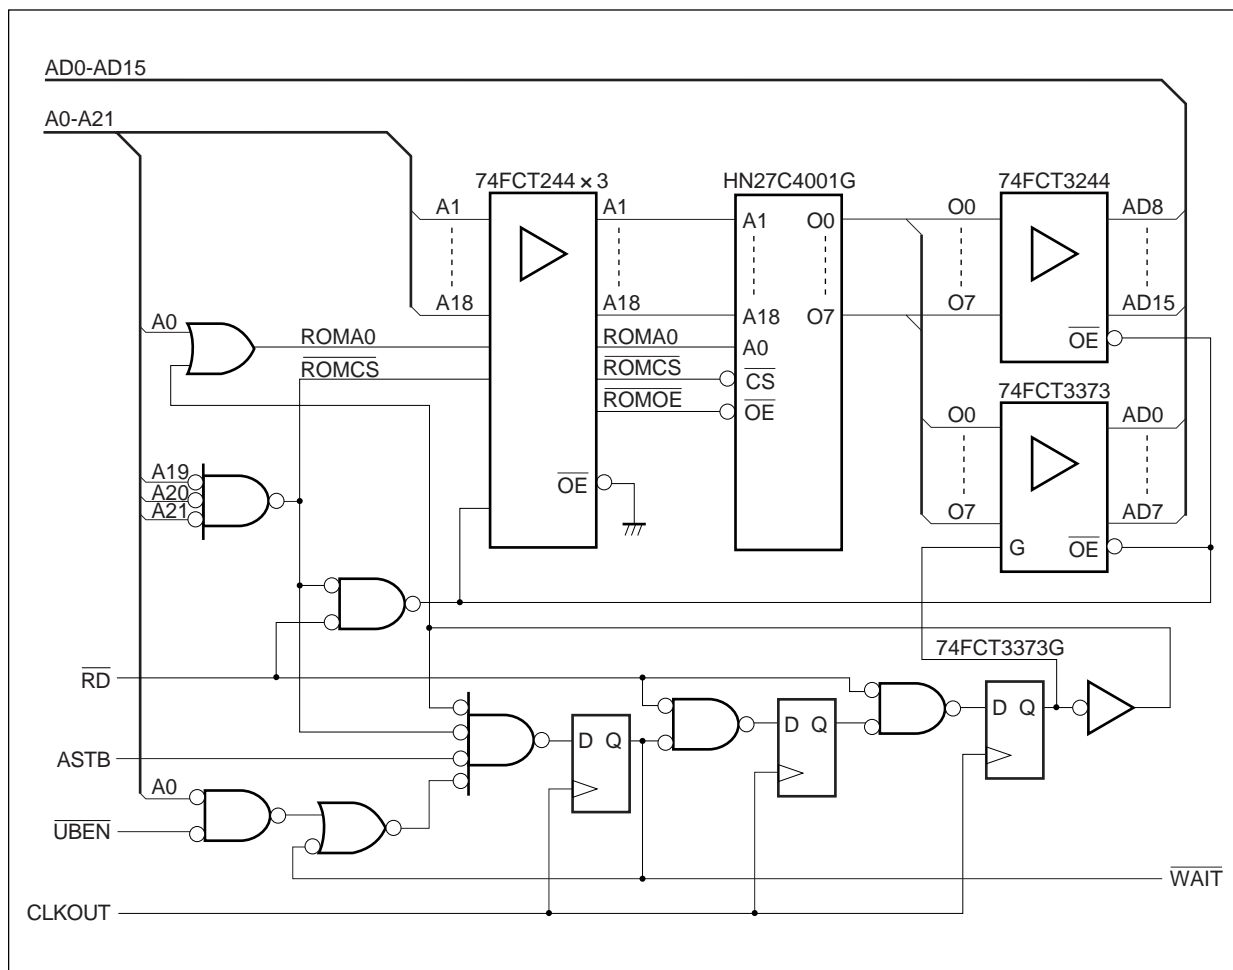 AD0-AD15
A0-A21
74FCT244 × 3
HN27C4001G
74FCT3244
A1
A1
A1
O0
O0
AD8
A18
A18
A18
O7
O7
AD15
A0
ROMA0
ROMA0
A0
OE
ROMCS
ROMCS
CS
ROMOE
OE
74FCT3373
O0
AD0
A19
A20
A21
OE
O7
AD7
G
OE
74FCT3373G
RD
D Q
D Q
D Q
ASTB
A0
UBEN
WAIT
CLKOUT